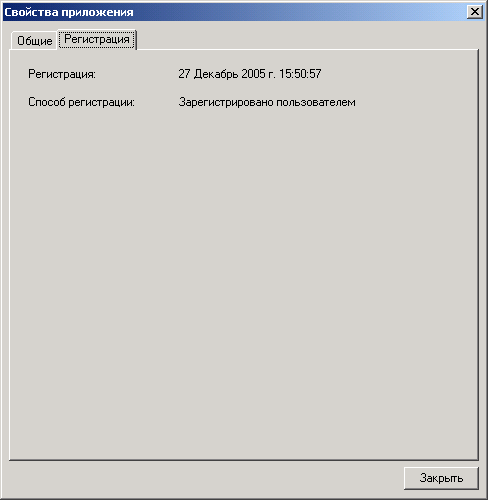 Свойства приложения
Общие Регистрация
Регистрация: 27 Декабрь 2005 г. 15:50:57
Способ регистрации: Зарегистрировано пользователем
Закрыть